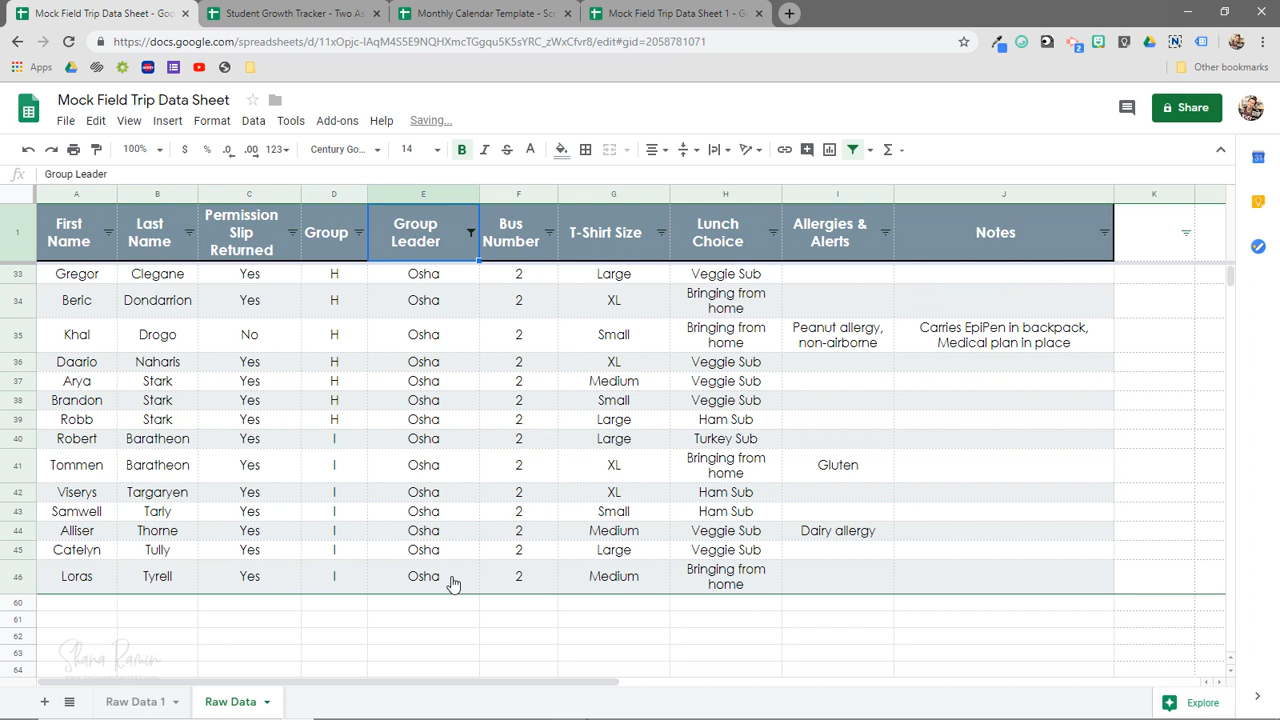 Mock Field Trip Data Sheet - Goo
Student Growth Tracker - Two As
Monthly Calendar Template - Sc
Mock Field Trip Data Sheet 1 - G
https://docs.google.com/spreadsheets/d/11xOpjc-IAqM4S5E9NQHXmcTGgqu5K5sYRC_zWxCfvr8/edit#gid=2058781071
Apps
Other bookmarks
Mock Field Trip Data Sheet
File Edit View Insert Format Data Tools Add-ons Help Saving...
Share
100% $ % .0 .00 123 Century Go... 14 B I S A
fx Group Leader
A B C D E F G H I J K
1 First Name Last Name Permission Slip Returned Group Group Leader Bus Number T-Shirt Size Lunch Choice Allergies & Alerts Notes
33 Gregor Clegane Yes H Osha 2 Large Veggie Sub
34 Beric Dondarrion Yes H Osha 2 XL Bringing from home
35 Khal Drogo No H Osha 2 Small Bringing from home Peanut allergy, non-airborne Carries EpiPen in backpack, Medical plan in place
36 Daario Naharis Yes H Osha 2 XL Veggie Sub
37 Arya Stark Yes H Osha 2 Medium Veggie Sub
38 Brandon Stark Yes H Osha 2 Small Veggie Sub
39 Robb Stark Yes H Osha 2 Large Ham Sub
40 Robert Baratheon Yes I Osha 2 Large Turkey Sub
41 Tommen Baratheon Yes I Osha 2 XL Bringing from home Gluten
42 Viserys Targaryen Yes I Osha 2 XL Ham Sub
43 Samwell Tarly Yes I Osha 2 Small Ham Sub
44 Alliser Thorne Yes I Osha 2 Medium Veggie Sub Dairy allergy
45 Catelyn Tully Yes I Osha 2 Large Veggie Sub
46 Loras Tyrell Yes I Osha 2 Medium Bringing from home
60
61
62
63
64
Shana Ramin
Raw Data 1
Raw Data
Explore